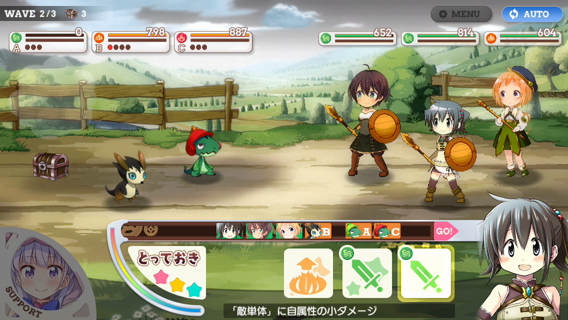 WAVE 2/3 3
MENU
AUTO
A 0
B 798
C 887
652
814
604
B A C GO!
とっておき
SUPPORT
「敵単体」に自属性の小ダメージ